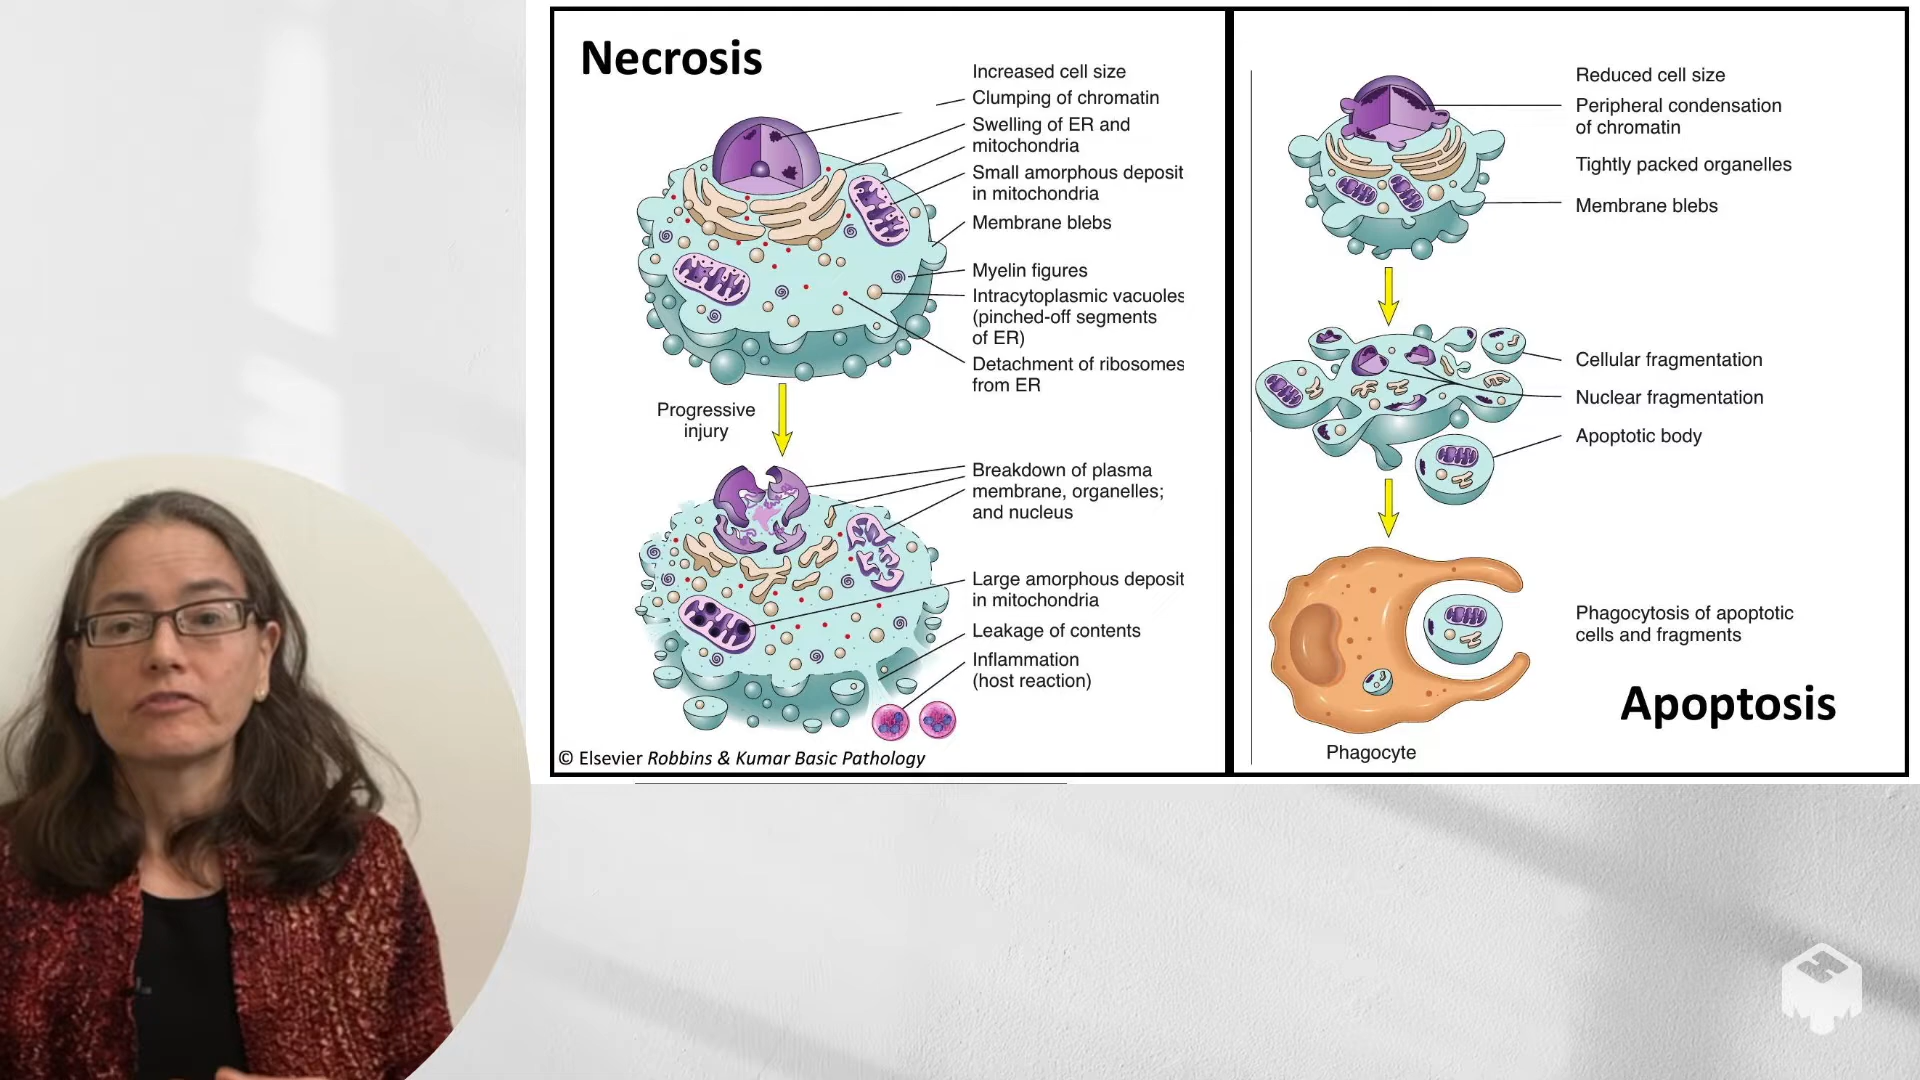 Necrosis
Increased cell size
Clumping of chromatin
Swelling of ER and
mitochondria
Small amorphous deposit
in mitochondria
Membrane blebs
Myelin figures
Intracytoplasmic vacuoles
(pinched-off segments
of ER)
Detachment of ribosomes
from ER
Progressive
injury
Breakdown of plasma
membrane, organelles;
and nucleus
Large amorphous deposit
in mitochondria
Leakage of contents
Inflammation
(host reaction)
© Elsevier Robbins & Kumar Basic Pathology
Reduced cell size
Peripheral condensation
of chromatin
Tightly packed organelles
Membrane blebs
Cellular fragmentation
Nuclear fragmentation
Apoptotic body
Phagocytosis of apoptotic
cells and fragments
Apoptosis
Phagocyte